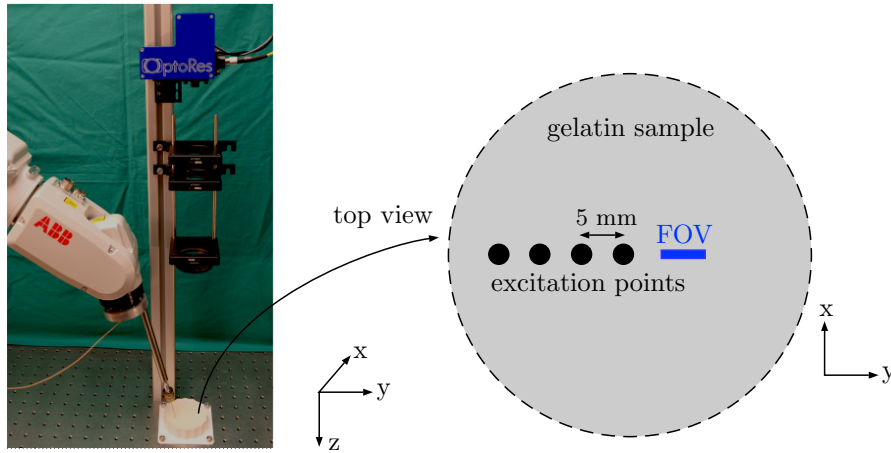 OptoRes
ABB
top view
gelatin sample
5 mm
FOV
excitation points
x
y
z
x
y